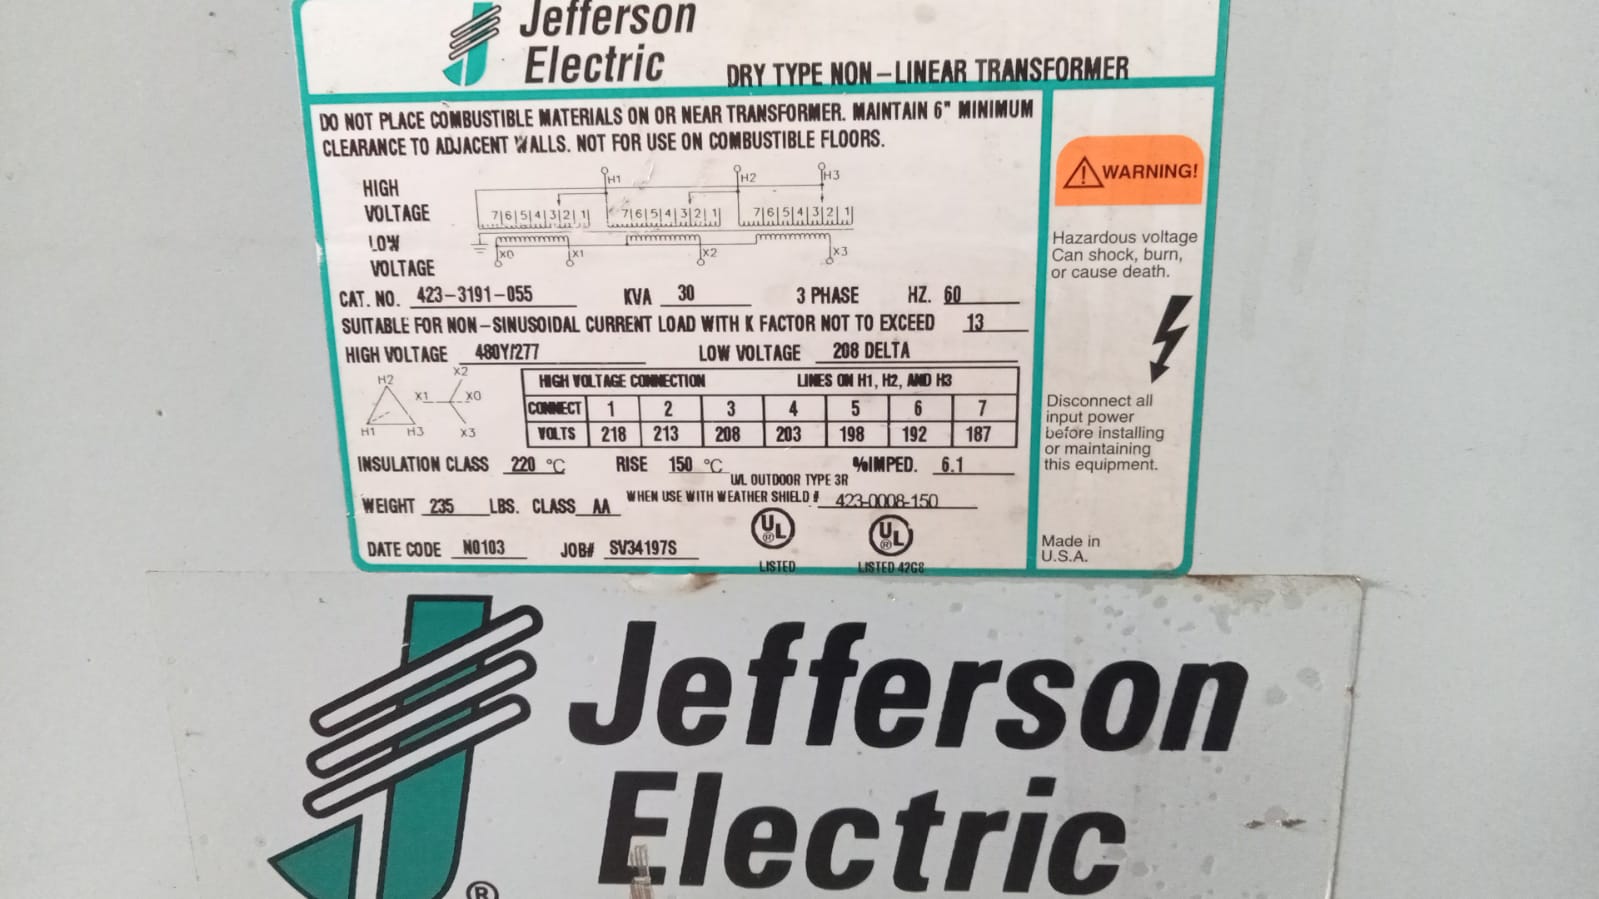 Jefferson
Electric
DRY TYPE NON-LINEAR TRANSFORMER
DO NOT PLACE COMBUSTIBLE MATERIALS ON OR NEAR TRANSFORMER. MAINTAIN 6" MINIMUM
CLEARANCE TO ADJACENT WALLS. NOT FOR USE ON COMBUSTIBLE FLOORS.
H1 H2 H3
HIGH
VOLTAGE
7 6 5 4 3 2 1 7 6 5 4 3 2 1 7 6 5 4 3 2 1
LOW
VOLTAGE
X0 X1 X2 X3
CAT. NO. 423-3191-055 KVA 30 3 PHASE HZ. 60
SUITABLE FOR NON-SINUSOIDAL CURRENT LOAD WITH K FACTOR NOT TO EXCEED 13
HIGH VOLTAGE 480Y/277 LOW VOLTAGE 208 DELTA
H2 X2
X1 X0
H1 H3 X3
HIGH VOLTAGE CONNECTION LINES ON H1, H2, AND H3
CONNECT 1 2 3 4 5 6 7
VOLTS 218 213 208 203 198 192 187
INSULATION CLASS 220 °C RISE 150 °C %IMPED. 6.1
U/L OUTDOOR TYPE 3R
WEIGHT 235 LBS. CLASS AA WHEN USE WITH WEATHER SHIELD # 423-0008-150
DATE CODE N0103 JOB# SV34197S
UL ® UL ®
LISTED LISTED 42G8
WARNING!
Hazardous voltage
Can shock, burn,
or cause death.
Disconnect all
input power
before installing
or maintaining
this equipment.
Made in
U.S.A.
Jefferson
Electric
®